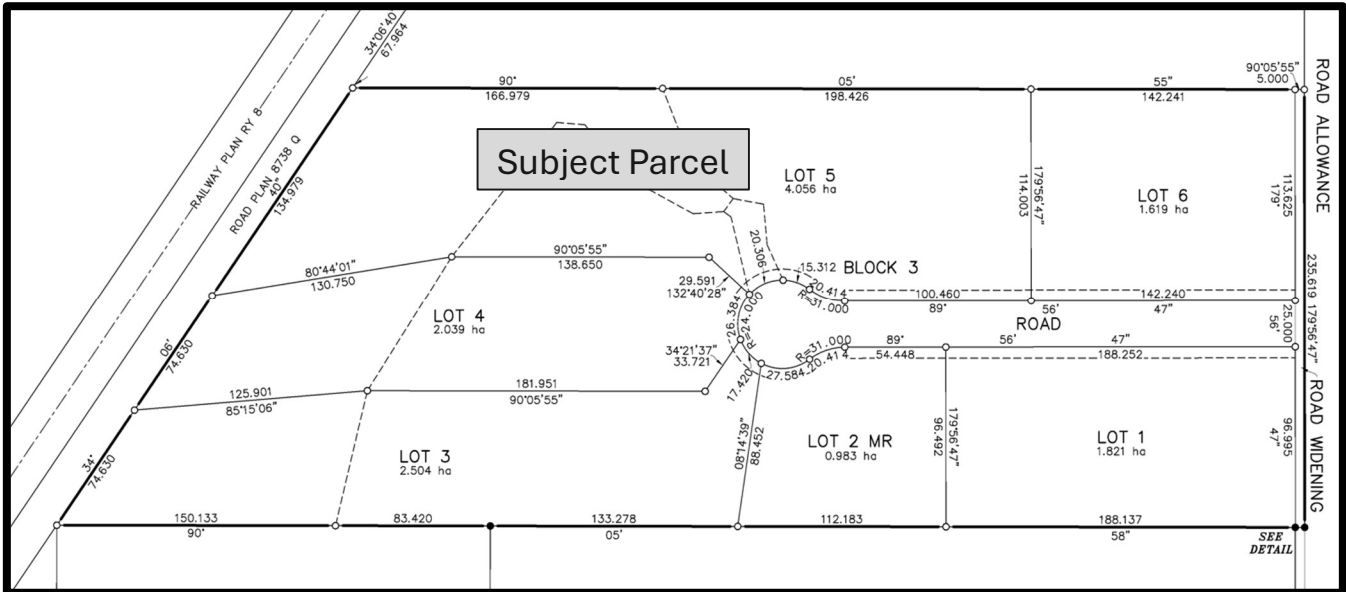 34°06'40"
67.964
90°
166.979
05'
198.426
55"
142.241
90°05'55"
5.000
ROAD ALLOWANCE
RAILWAY PLAN RY 8
ROAD PLAN 8738 Q
40"
134.979
Subject Parcel
LOT 5
4.056 ha
179°56'47"
114.003
LOT 6
1.619 ha
113.625
179°
80°44'01"
130.750
90°05'55"
138.650
29.591
132°40'28"
20.306
15.312
BLOCK 3
20.414
R=31.000
100.460
89°
56'
142.240
47"
235.619 179°56'47"
25.000
56'
LOT 4
2.039 ha
26.384
R=24.000
ROAD
06'
74.630
34°21'37"
33.721
R=31.000
20.414
89°
54.448
56'
47"
188.252
125.901
85°15'06"
181.951
90°05'55"
17.420
27.584
ROAD WIDENING
34°
74.630
LOT 3
2.504 ha
08°14'39"
88.452
LOT 2 MR
0.983 ha
179°56'47"
96.492
LOT 1
1.821 ha
96.995
47"
150.133
90°
83.420
133.278
05'
112.183
188.137
58"
SEE
DETAIL